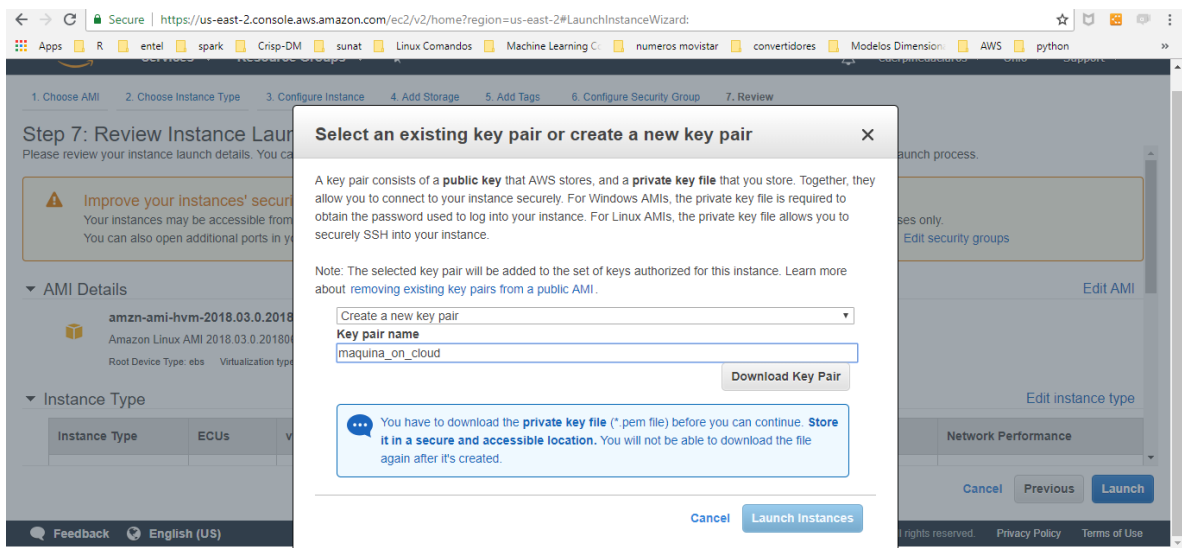 Secure | https://us-east-2.console.aws.amazon.com/ec2/v2/home?region=us-east-2#LaunchInstanceWizard:
Apps R entel spark Crisp-DM sunat Linux Comandos Machine Learning Co numeros movistar convertidores Modelos Dimension AWS python »
Services Resource Groups Ohio Support
1. Choose AMI 2. Choose Instance Type 3. Configure Instance 4. Add Storage 5. Add Tags 6. Configure Security Group 7. Review
Step 7: Review Instance Laun
Please review your instance launch details. You ca
aunch process.
Improve your instances' securi
Your instances may be accessible from
ses only.
You can also open additional ports in yo
Edit security groups
AMI Details
Edit AMI
amzn-ami-hvm-2018.03.0.2018
Amazon Linux AMI 2018.03.0.201806
Root Device Type: ebs Virtualization type
Instance Type
Edit instance type
Instance Type ECUs v
Network Performance
Select an existing key pair or create a new key pair
A key pair consists of a public key that AWS stores, and a private key file that you store. Together, they
allow you to connect to your instance securely. For Windows AMIs, the private key file is required to
obtain the password used to log into your instance. For Linux AMIs, the private key file allows you to
securely SSH into your instance.
Note: The selected key pair will be added to the set of keys authorized for this instance. Learn more
about removing existing key pairs from a public AMI .
Create a new key pair
Key pair name
maquina_on_cloud
Download Key Pair
You have to download the private key file (*.pem file) before you can continue. Store
it in a secure and accessible location. You will not be able to download the file
again after it's created.
Cancel Launch Instances
Cancel Previous Launch
Feedback English (US)
l rights reserved. Privacy Policy Terms of Use